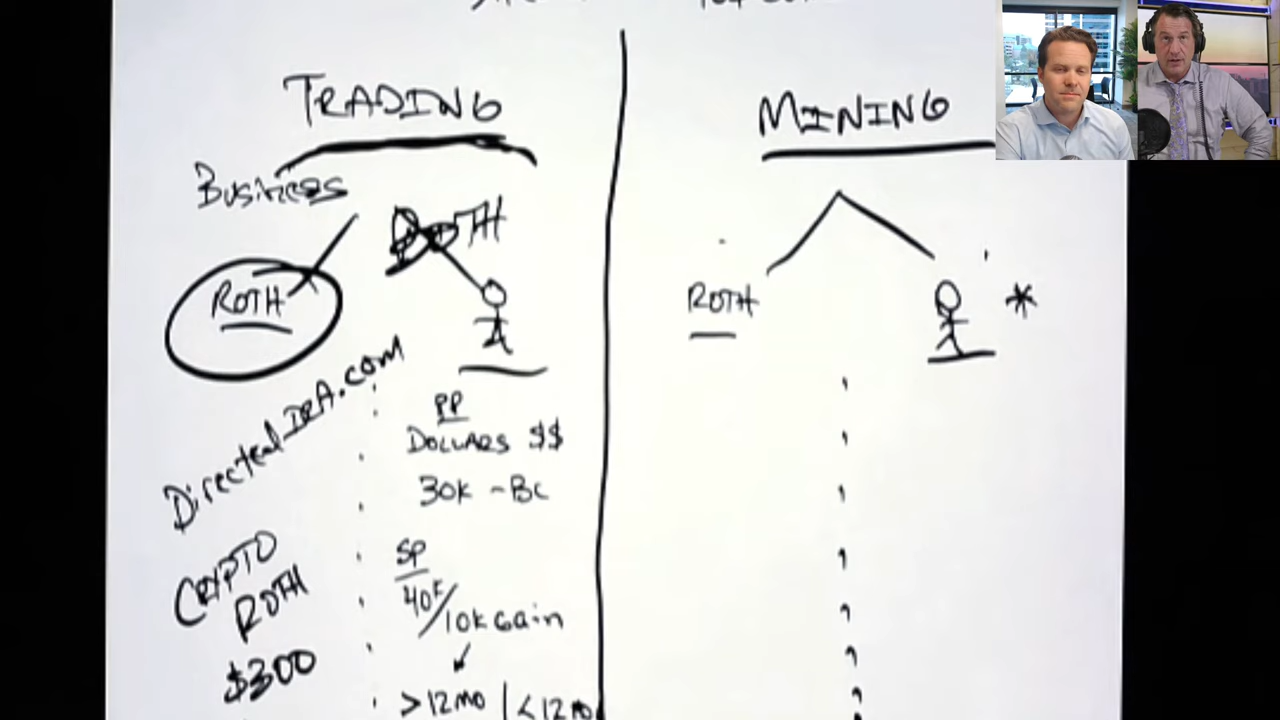 TRADING
Business
ROTH
ROTH
DirectedIRA.com
CRYPTO
ROTH
$300
PP
DOLLARS $$
30K - BC
SP
40K/10K Gain
>12mo | <12mo
MINING
ROTH
*